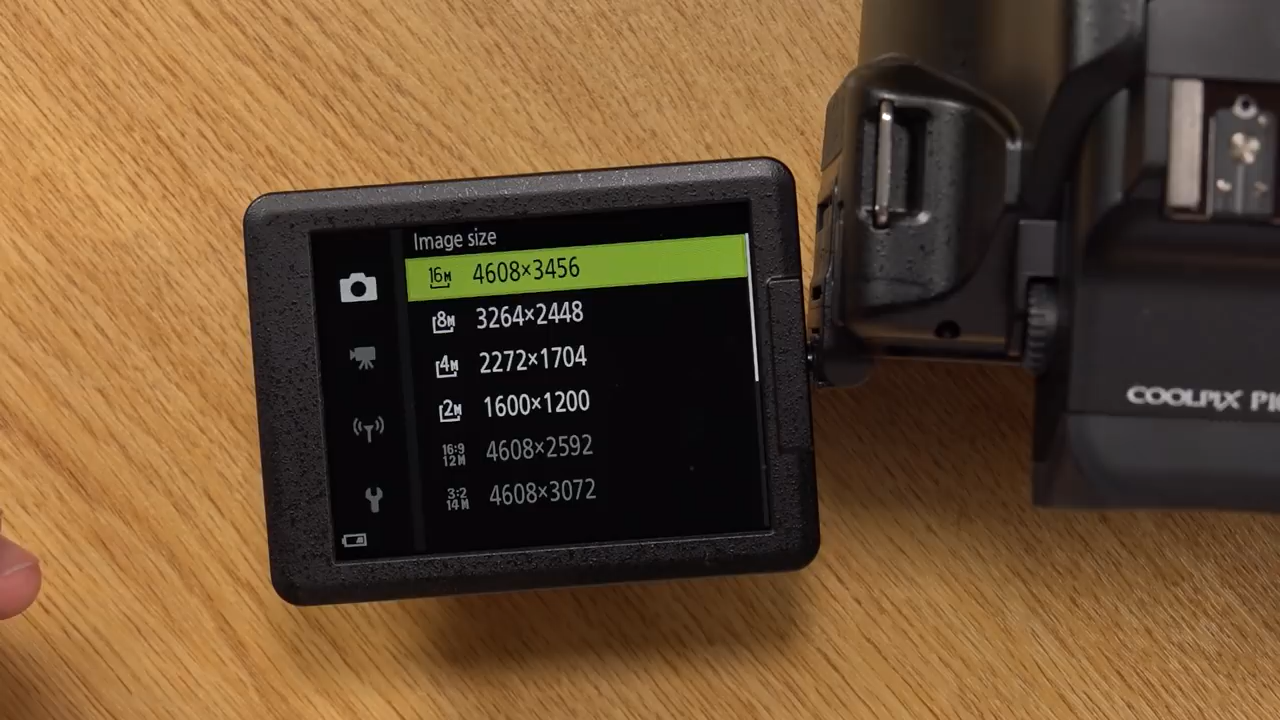 Image size
16M 4608×3456
8M 3264×2448
4M 2272×1704
2M 1600×1200
16:9 12M 4608×2592
3:2 14M 4608×3072
COOLPIX